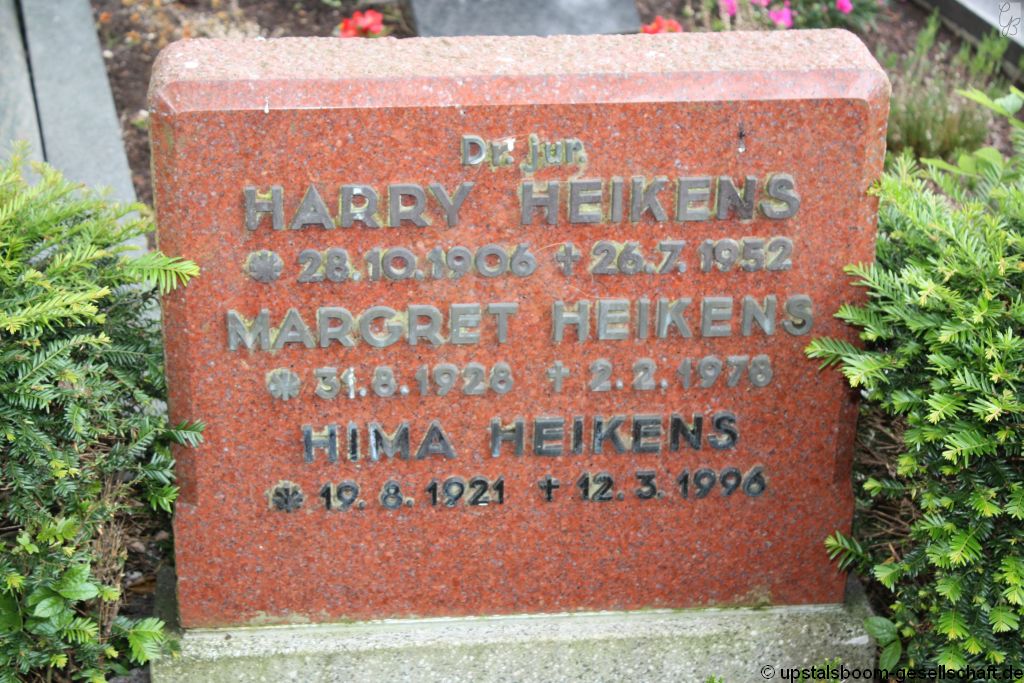 Dr. jur.
HARRY HEIKENS
* 28.10.1906 ✝ 26.7.1952
MARGRET HEIKENS
* 31.8.1928 ✝ 2.2.1978
HIMA HEIKENS
* 19.8.1921 ✝ 12.3.1996
© upstalsboom-gesellschaft.de